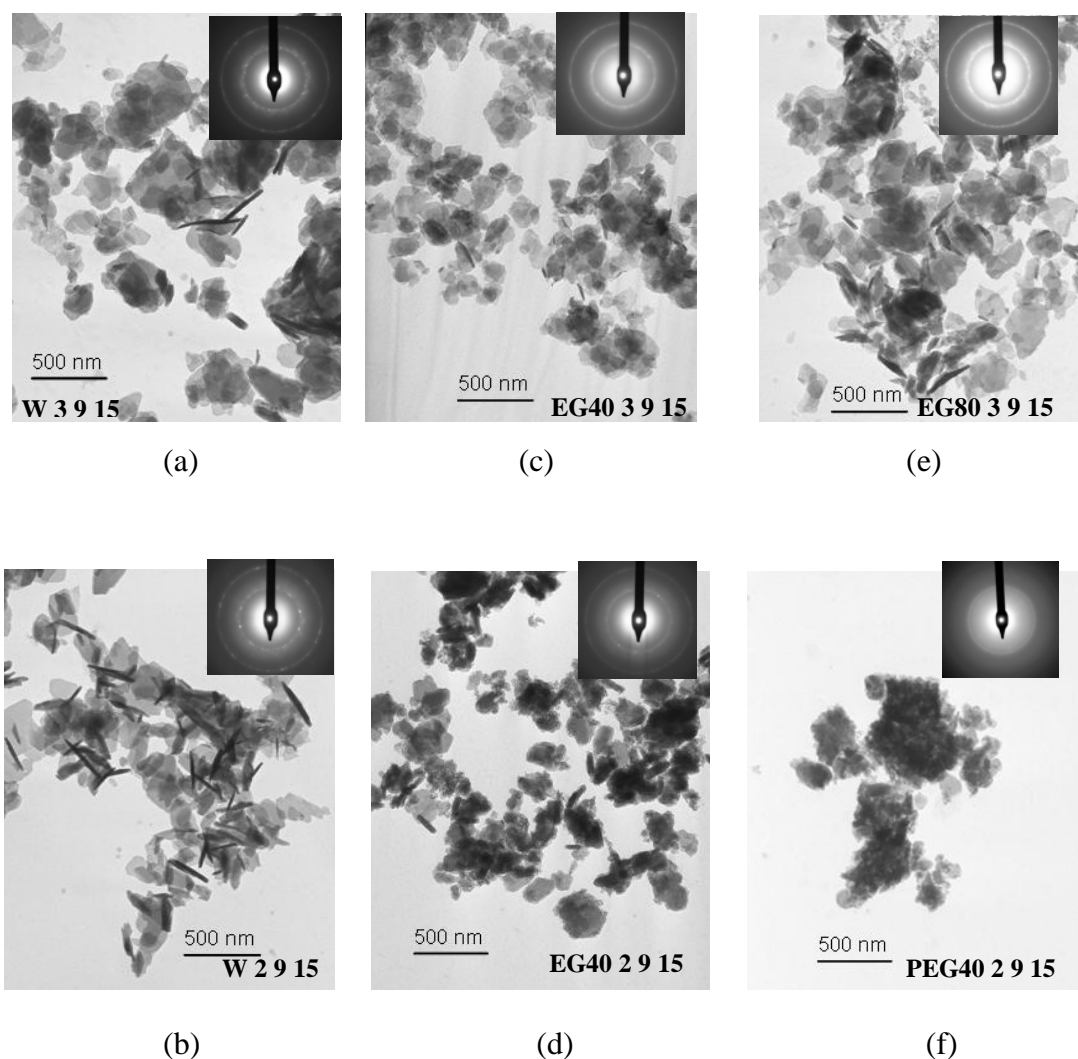 500 nm
W 3 9 15
(a)
500 nm
EG40 3 9 15
(c)
500 nm
EG80 3 9 15
(e)
500 nm
W 2 9 15
(b)
500 nm
EG40 2 9 15
(d)
500 nm
PEG40 2 9 15
(f)